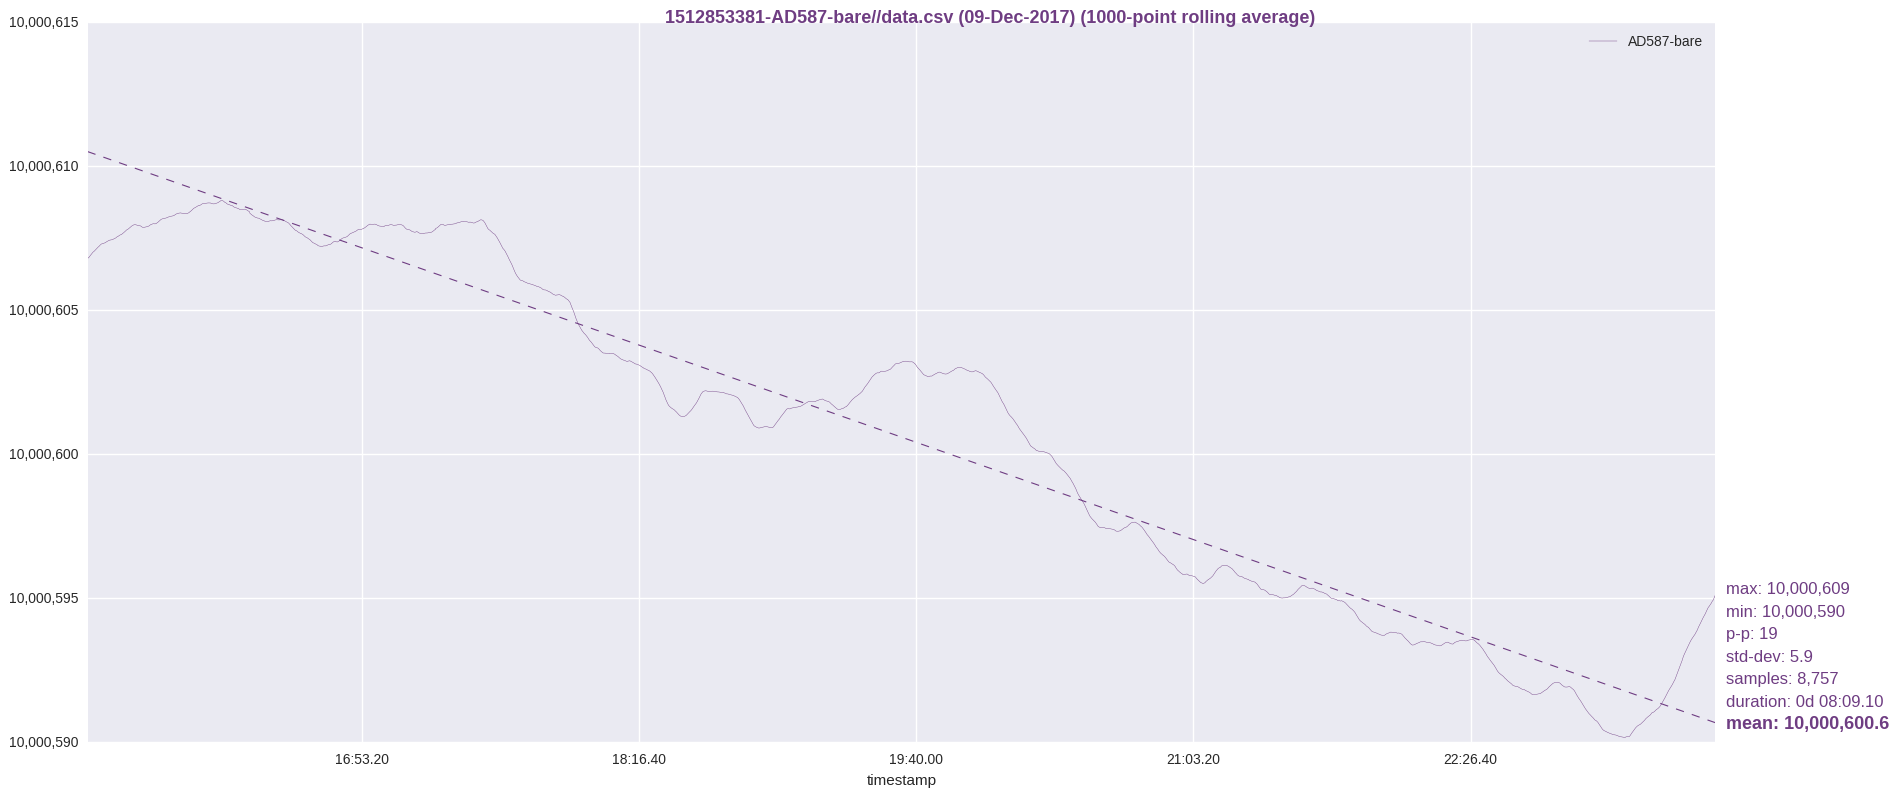 1512853381-AD587-bare//data.csv (09-Dec-2017) (1000-point rolling average)
AD587-bare
10,000,615
10,000,610
10,000,605
10,000,600
10,000,595
10,000,590
max: 10,000,609
min: 10,000,590
p-p: 19
std-dev: 5.9
samples: 8,757
duration: 0d 08:09.10
mean: 10,000,600.6
16:53.20 18:16.40 19:40.00 21:03.20 22:26.40
timestamp